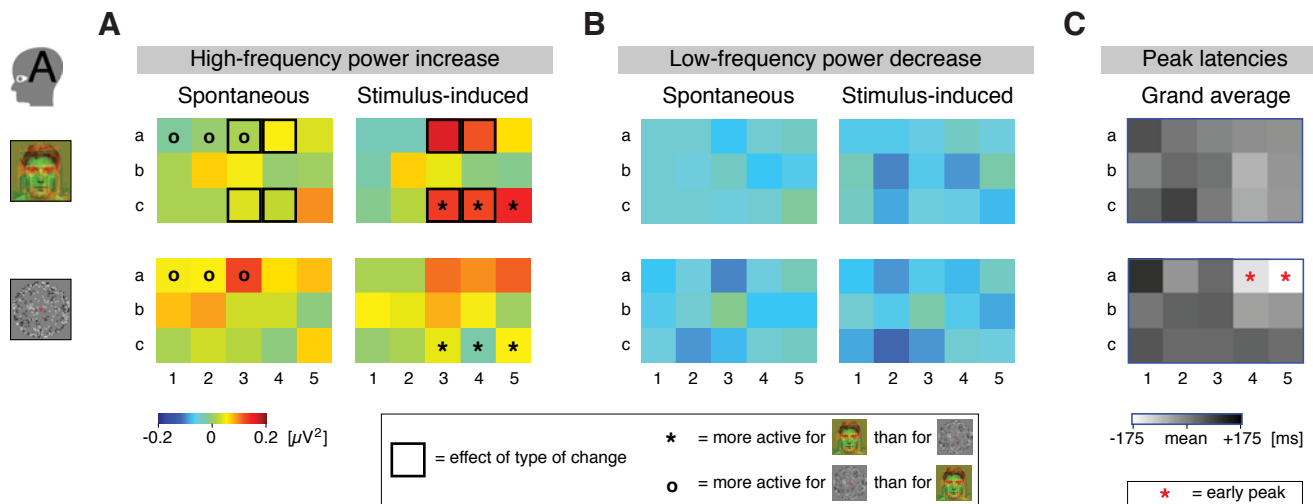 A B C
High-frequency power increase Low-frequency power decrease Peak latencies
A
Spontaneous Stimulus-induced Spontaneous Stimulus-induced Grand average
a o o o a a
b b b
c * * * c c
a o o o a a * *
b b b
c * * * c c
1 2 3 4 5 1 2 3 4 5 1 2 3 4 5 1 2 3 4 5 1 2 3 4 5
-0.2 0 0.2 [µV²]
= effect of type of change
* = more active for than for
o = more active for than for
-175 mean +175 [ms]
* = early peak